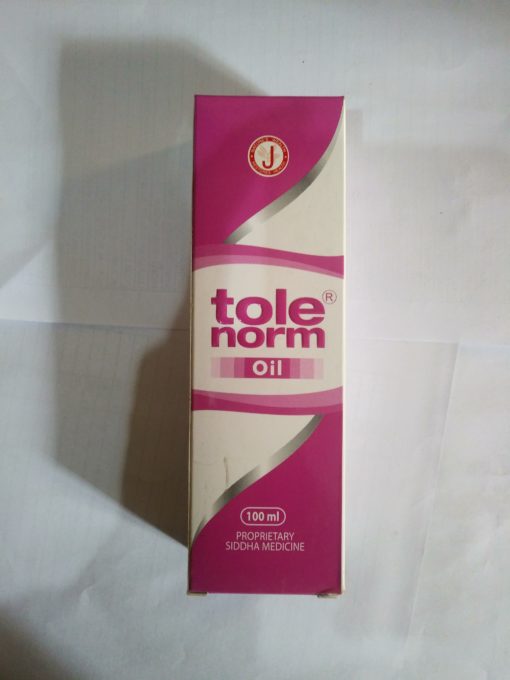 J
tole®
norm
Oil
100 ml
PROPRIETARY
SIDDHA MEDICINE